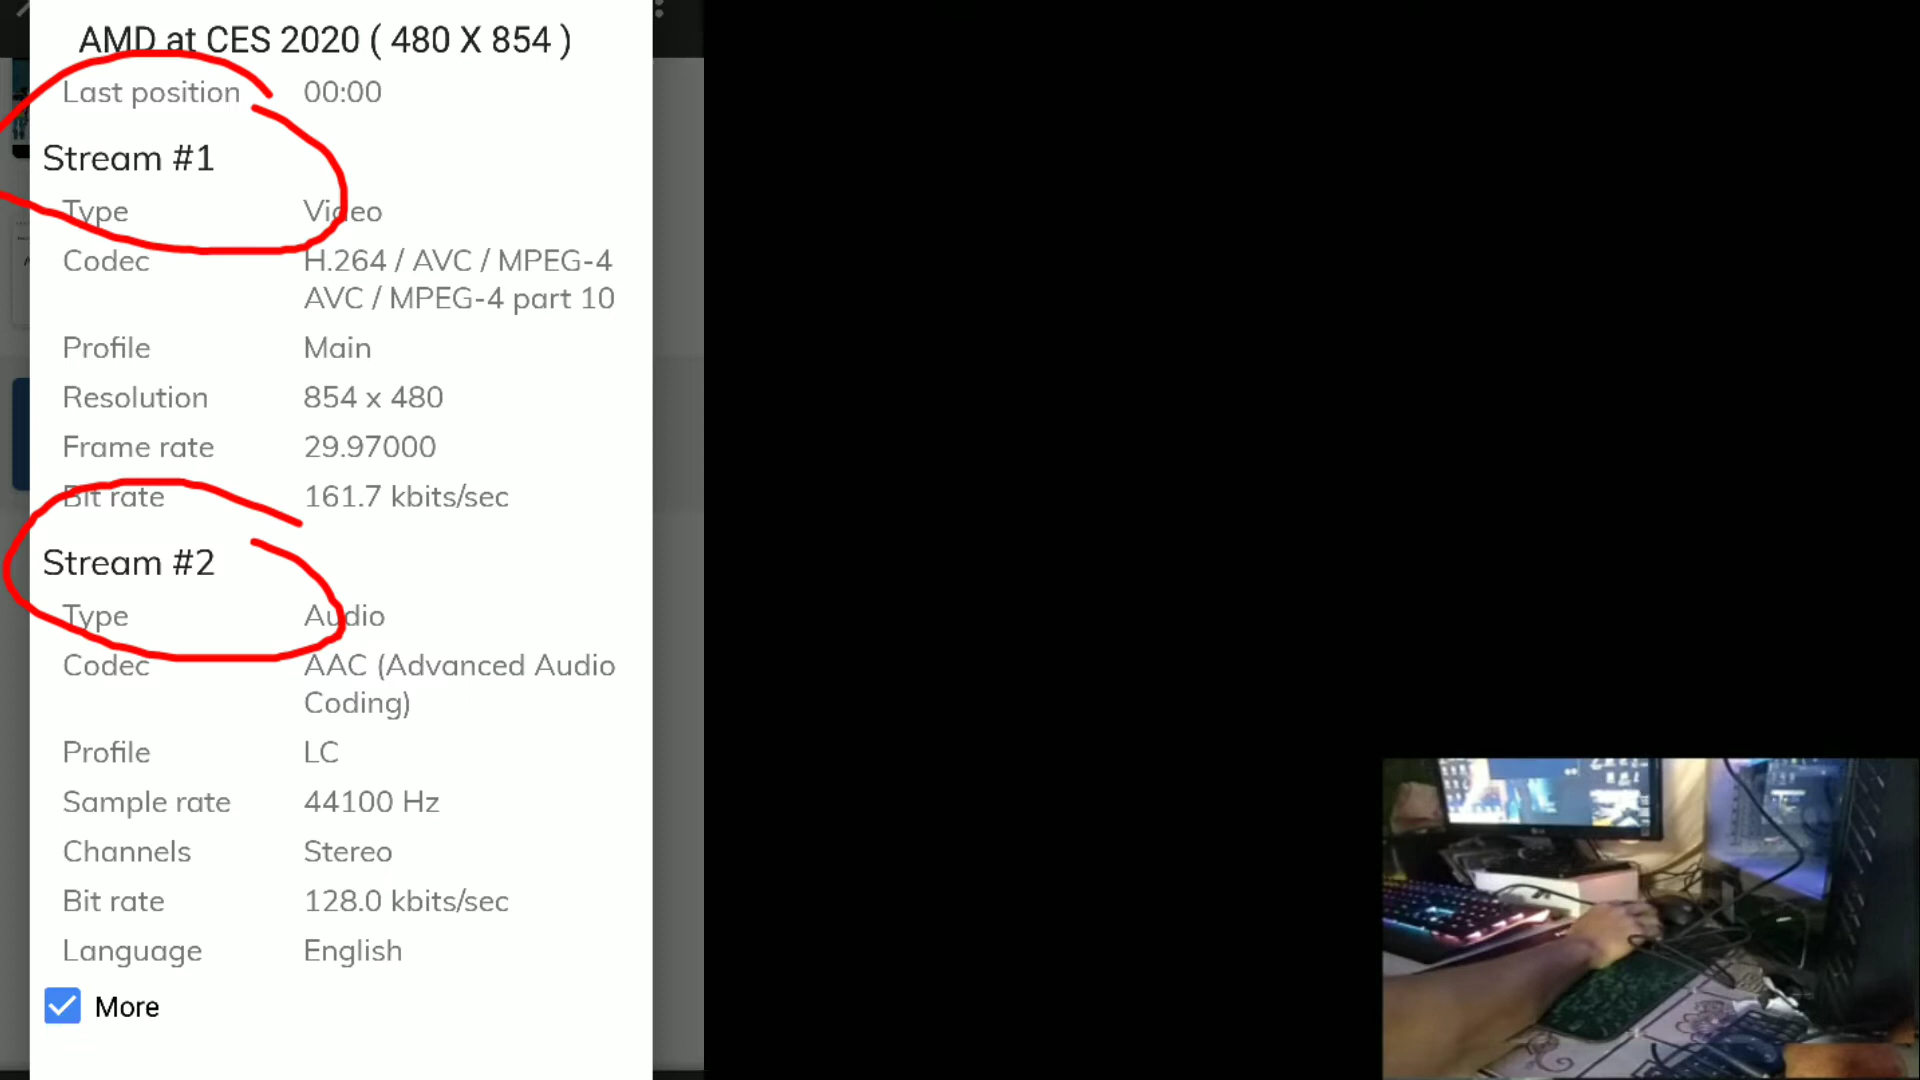 AMD at CES 2020 ( 480 X 854 )
Last position 00:00
Stream #1
Type Video
Codec H.264 / AVC / MPEG-4
AVC / MPEG-4 part 10
Profile Main
Resolution 854 x 480
Frame rate 29.97000
Bit rate 161.7 kbits/sec
Stream #2
Type Audio
Codec AAC (Advanced Audio
Coding)
Profile LC
Sample rate 44100 Hz
Channels Stereo
Bit rate 128.0 kbits/sec
Language English
More